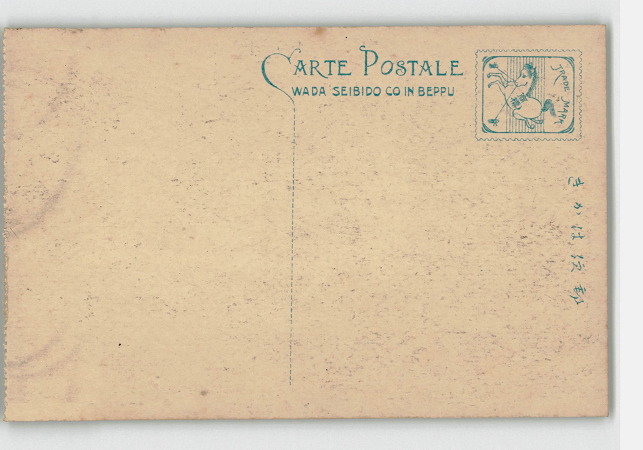 CARTE POSTALE
WADA SEIBIDO CO IN BEPPU
TRADE MARK
郵便はかき